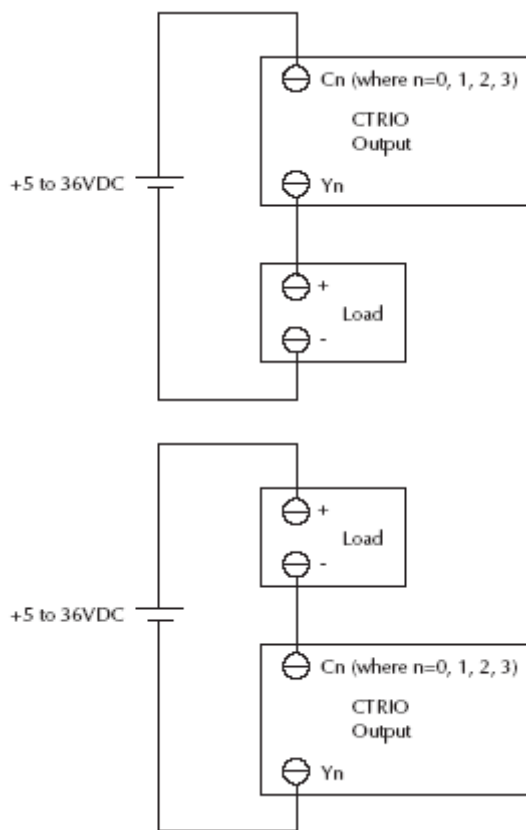 Cn (where n=0, 1, 2, 3)
CTRIO
Output
+5 to 36VDC
Yn
+
Load
-
+
Load
-
+5 to 36VDC
Cn (where n=0, 1, 2, 3)
CTRIO
Output
Yn